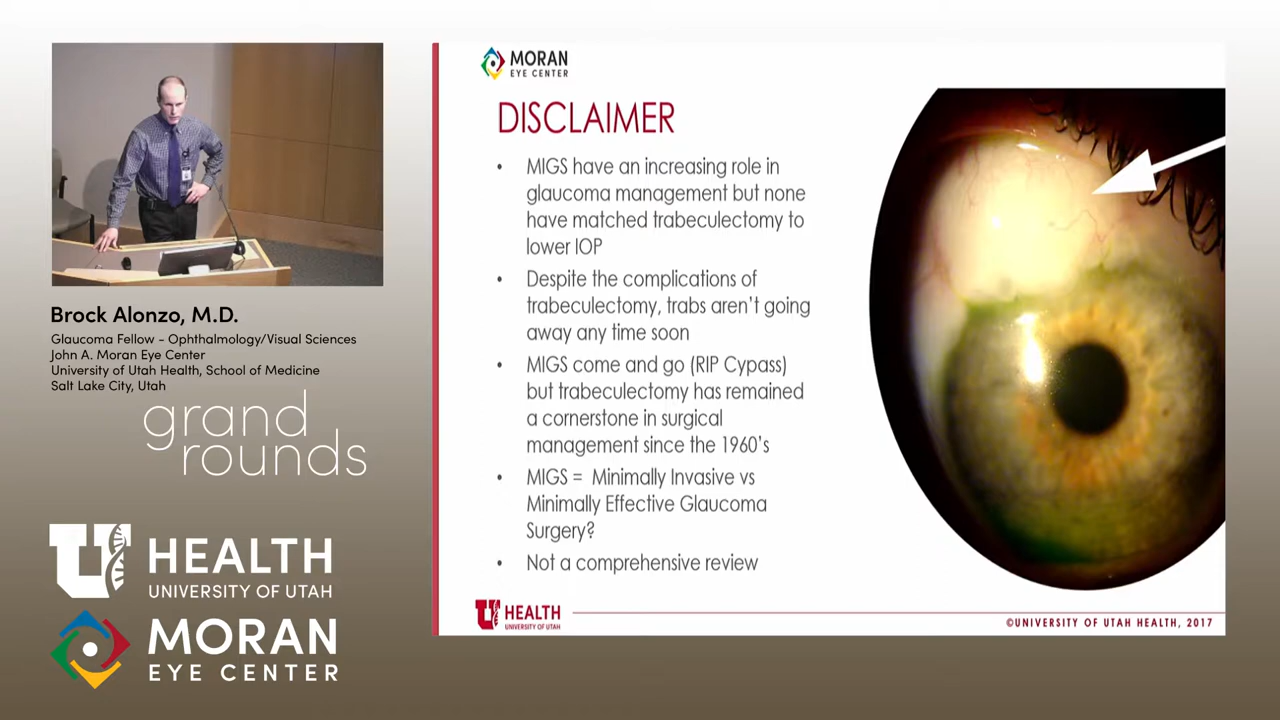 Brock Alonzo, M.D.
Glaucoma Fellow - Ophthalmology/Visual Sciences
John A. Moran Eye Center
University of Utah Health, School of Medicine
Salt Lake City, Utah
grand
rounds
U HEALTH
UNIVERSITY OF UTAH
MORAN
EYE CENTER
MORAN
EYE CENTER
DISCLAIMER
• MIGS have an increasing role in
glaucoma management but none
have matched trabeculectomy to
lower IOP
• Despite the complications of
trabeculectomy, trabs aren't going
away any time soon
• MIGS come and go (RIP Cypass)
but trabeculectomy has remained
a cornerstone in surgical
management since the 1960's
• MIGS = Minimally Invasive vs
Minimally Effective Glaucoma
Surgery?
• Not a comprehensive review
U HEALTH
UNIVERSITY OF UTAH
©UNIVERSITY OF UTAH HEALTH, 2017